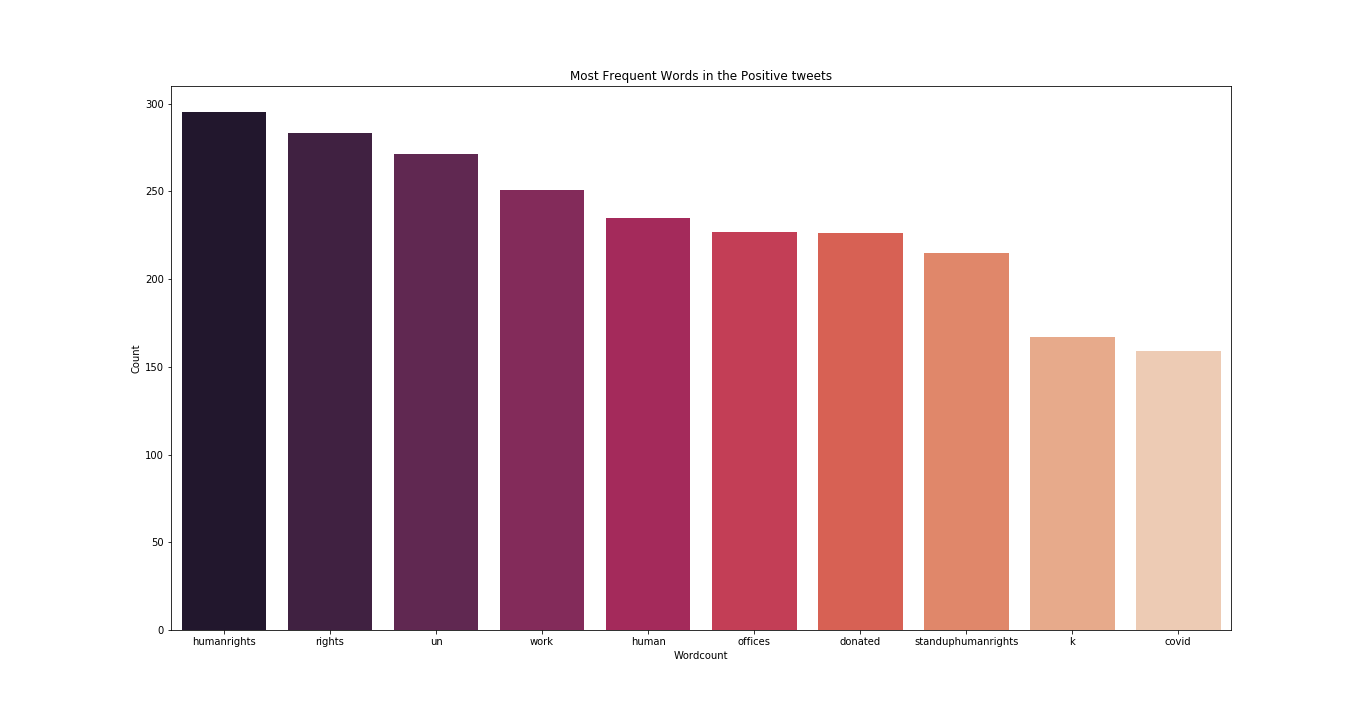 Most Frequent Words in the Positive tweets
300
250
200
150
100
50
0
Count
humanrights rights un work human offices donated standuphumanrights k covid
Wordcount